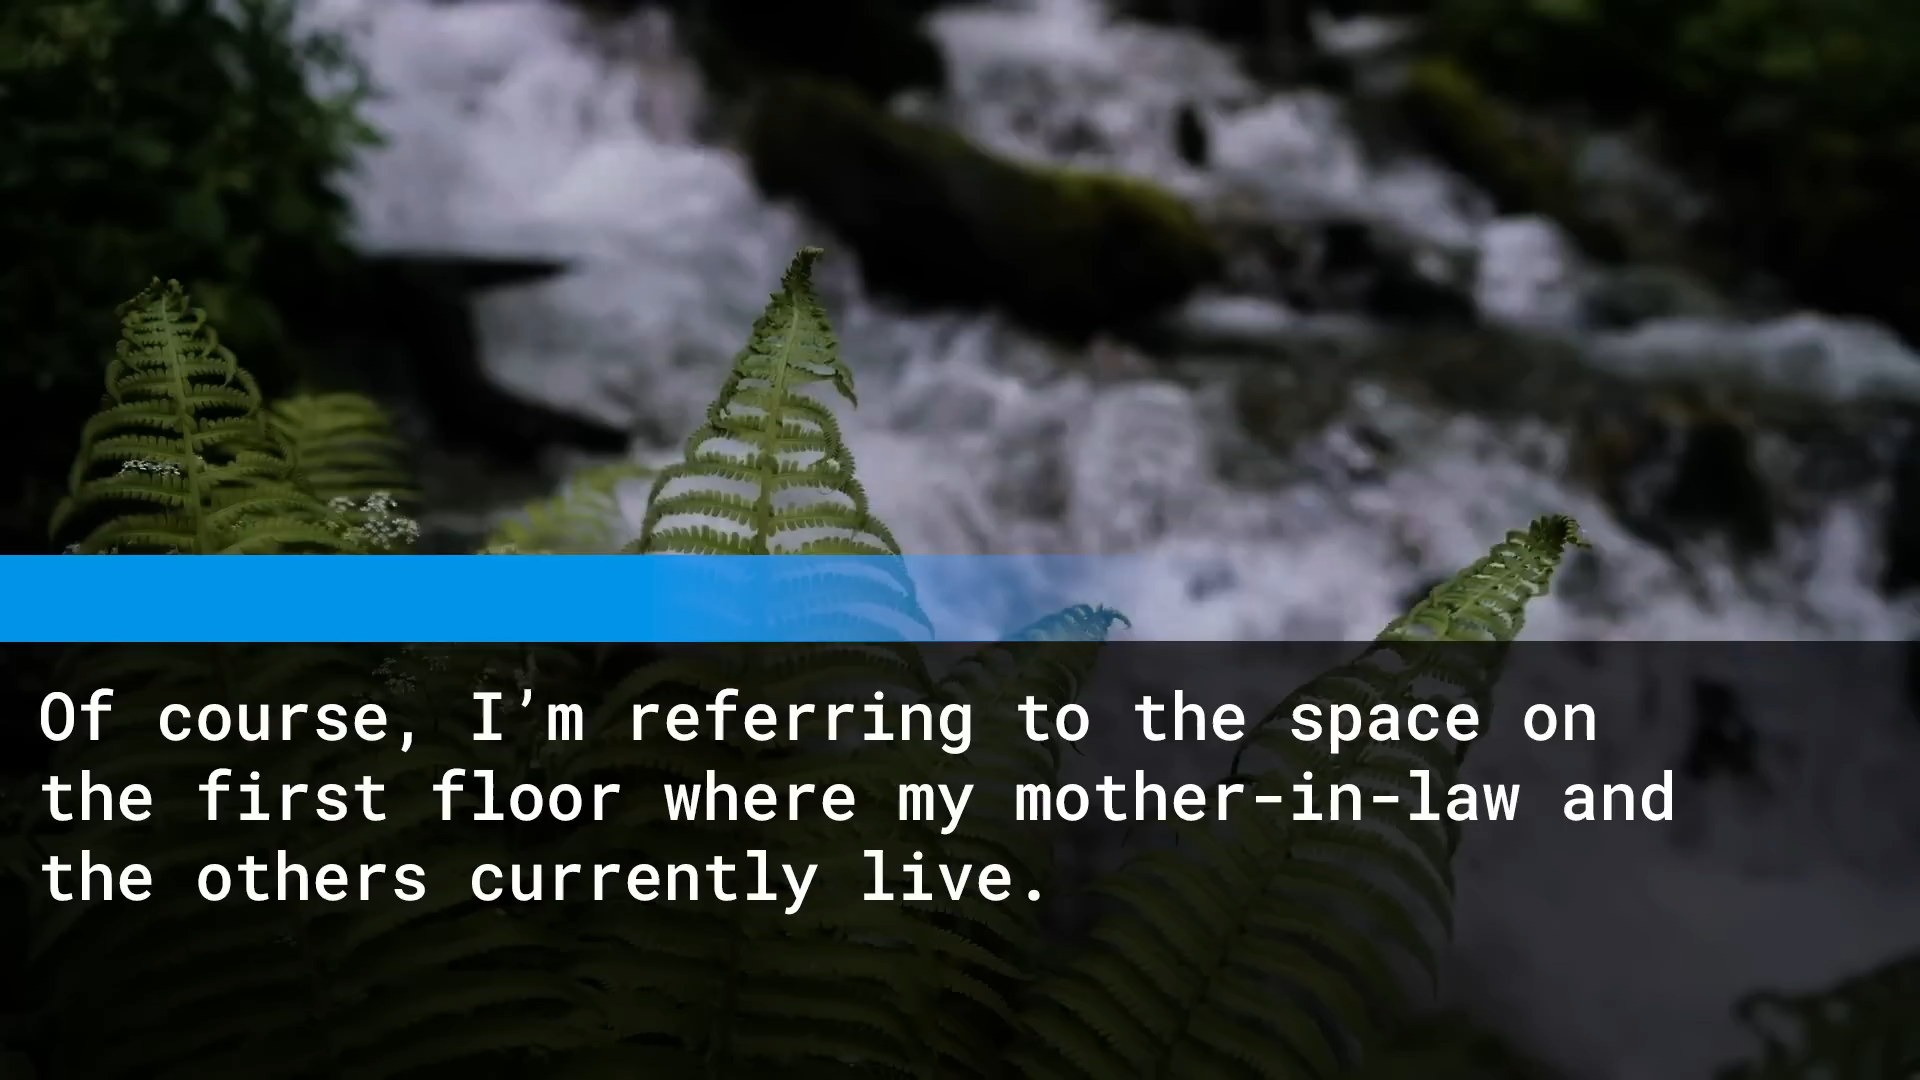 Of course, I’m referring to the space on
the first floor where my mother-in-law and
the others currently live.